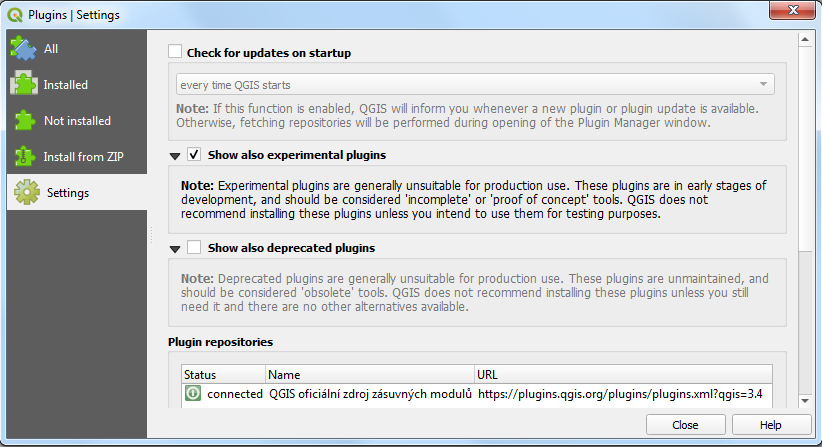 Plugins | Settings
All
Installed
Not installed
Install from ZIP
Settings
Check for updates on startup
every time QGIS starts
Note: If this function is enabled, QGIS will inform you whenever a new plugin or plugin update is available.
Otherwise, fetching repositories will be performed during opening of the Plugin Manager window.
Show also experimental plugins
Note: Experimental plugins are generally unsuitable for production use. These plugins are in early stages of
development, and should be considered 'incomplete' or 'proof of concept' tools. QGIS does not
recommend installing these plugins unless you intend to use them for testing purposes.
Show also deprecated plugins
Note: Deprecated plugins are generally unsuitable for production use. These plugins are unmaintained, and
should be considered 'obsolete' tools. QGIS does not recommend installing these plugins unless you still
need it and there are no other alternatives available.
Plugin repositories
Status Name URL
connected QGIS oficiální zdroj zásuvných modulů https://plugins.qgis.org/plugins/plugins.xml?qgis=3.4
Close Help